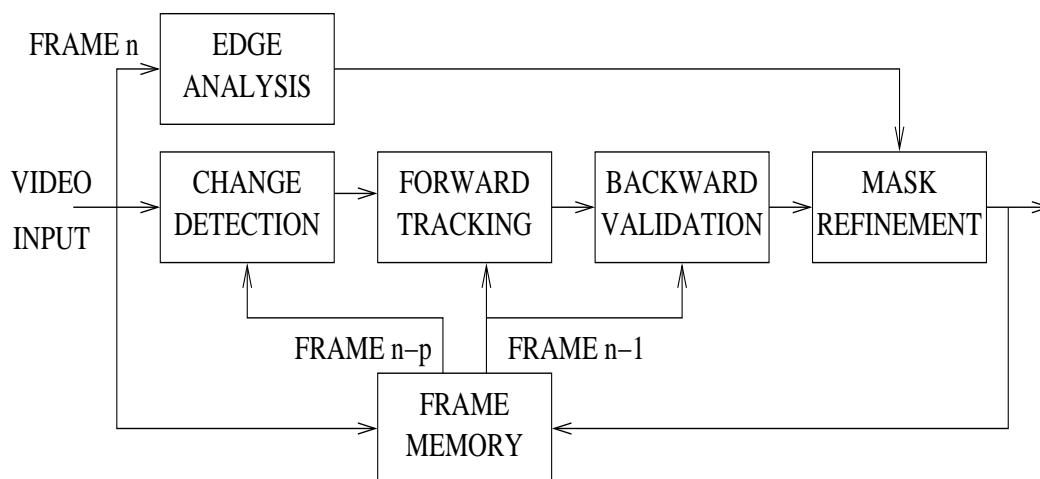 FRAME n
EDGE
ANALYSIS
VIDEO
INPUT
CHANGE
DETECTION
FORWARD
TRACKING
BACKWARD
VALIDATION
MASK
REFINEMENT
FRAME n−p
FRAME n−1
FRAME
MEMORY